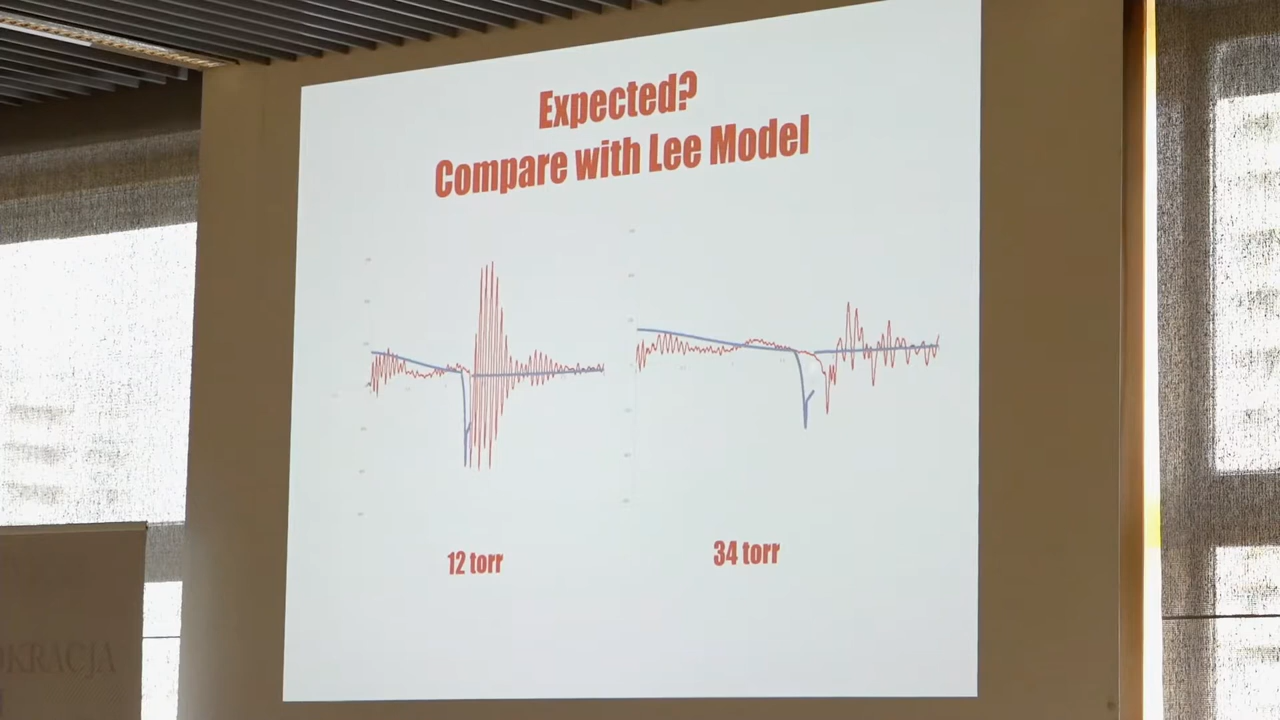 Expected?
Compare with Lee Model
12 torr
34 torr
OKRACJA